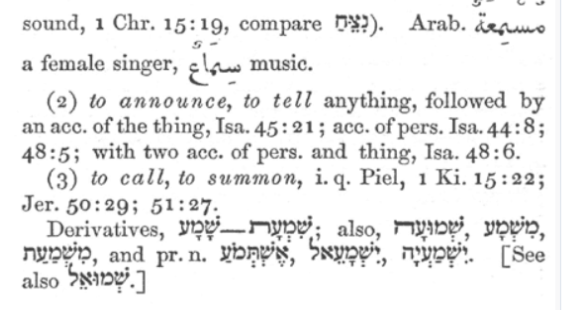 sound, 1 Chr. 15:19, compare נִצַּח). Arab. مسمِعة
a female singer, سِمَاع music.
(2) to announce, to tell anything, followed by
an acc. of the thing, Isa. 45:21; acc. of pers. Isa. 44:8;
48:5; with two acc. of pers. and thing, Isa. 48:6.
(3) to call, to summon, i. q. Piel, 1 Ki. 15:22;
Jer. 50:29; 51:27.
Derivatives, שָׁמָע—שִׁמְעָת; also, שְׁמוּעָה, מִשְׁמָע,
מִשְׁמַעַת, and pr. n. אֶשְׁתְּמֹעַ, יִשְׁמָעֵאל, יִשְׁמַעְיָה. [See
also שְׁמוּאֵל.]